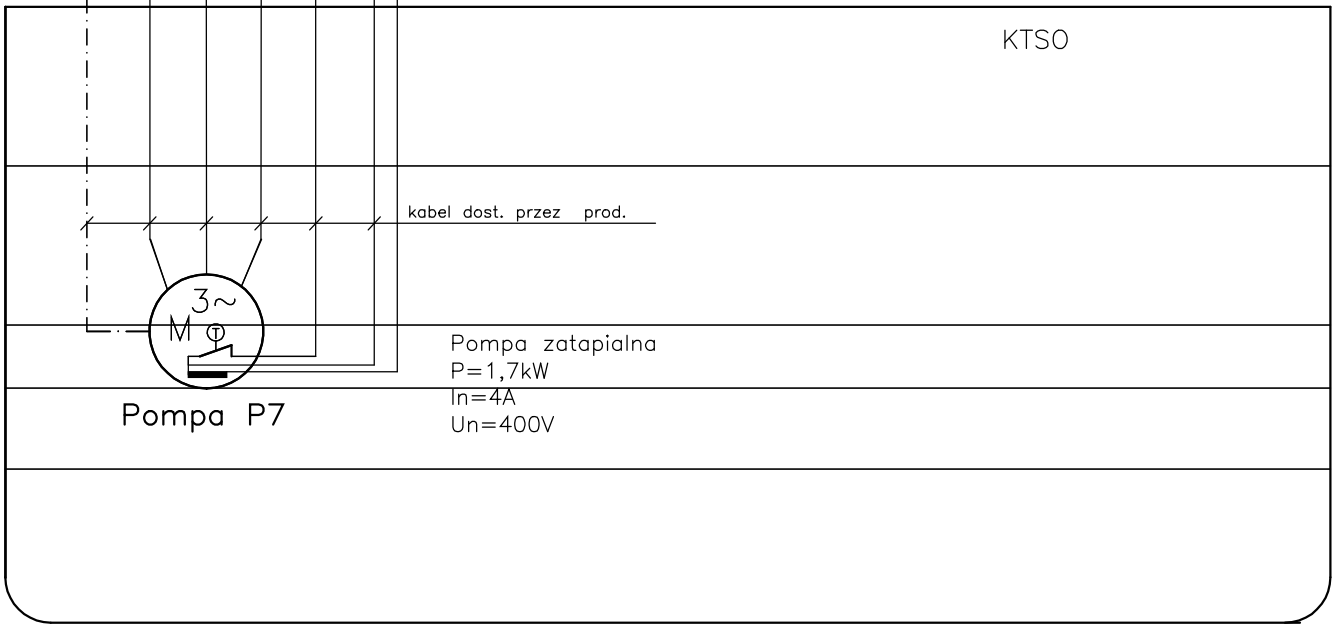 KTSO
kabel dost. przez prod.
3~
M
T
Pompa zatapialna
P=1,7kW
In=4A
Un=400V
Pompa P7